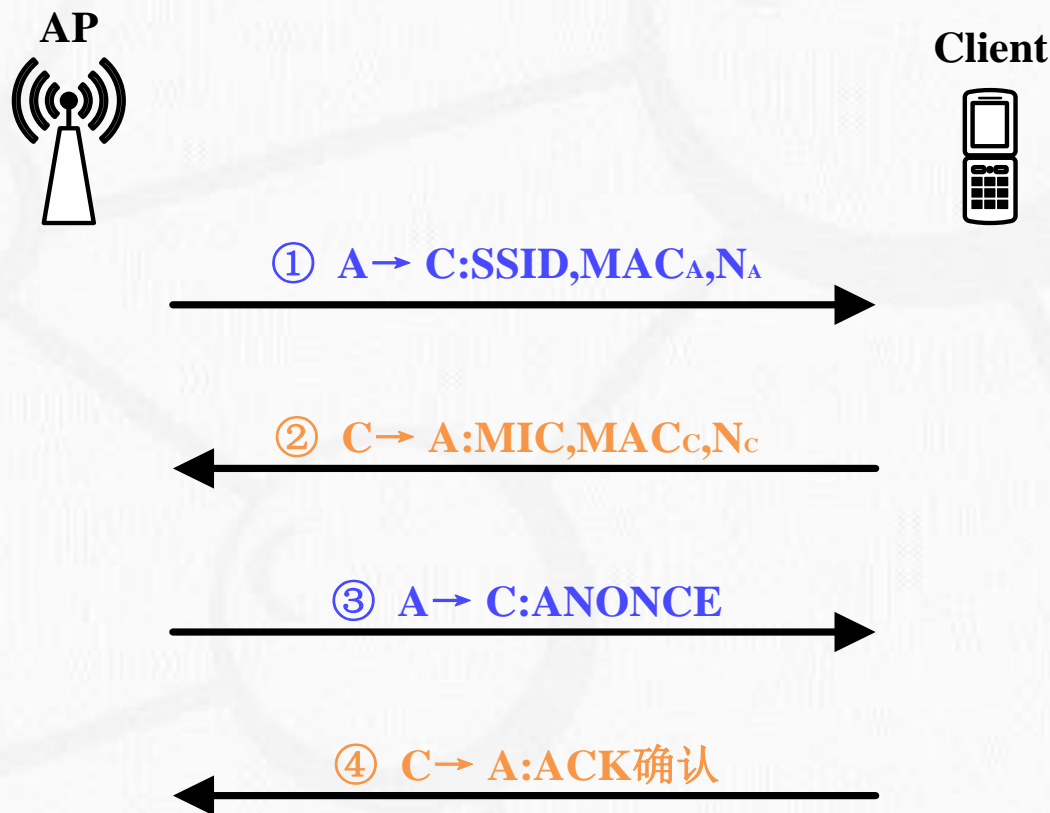 AP
Client
① A→ C:SSID,MACA,NA
② C→ A:MIC,MACC,NC
③ A→ C:ANONCE
④ C→ A:ACK确认